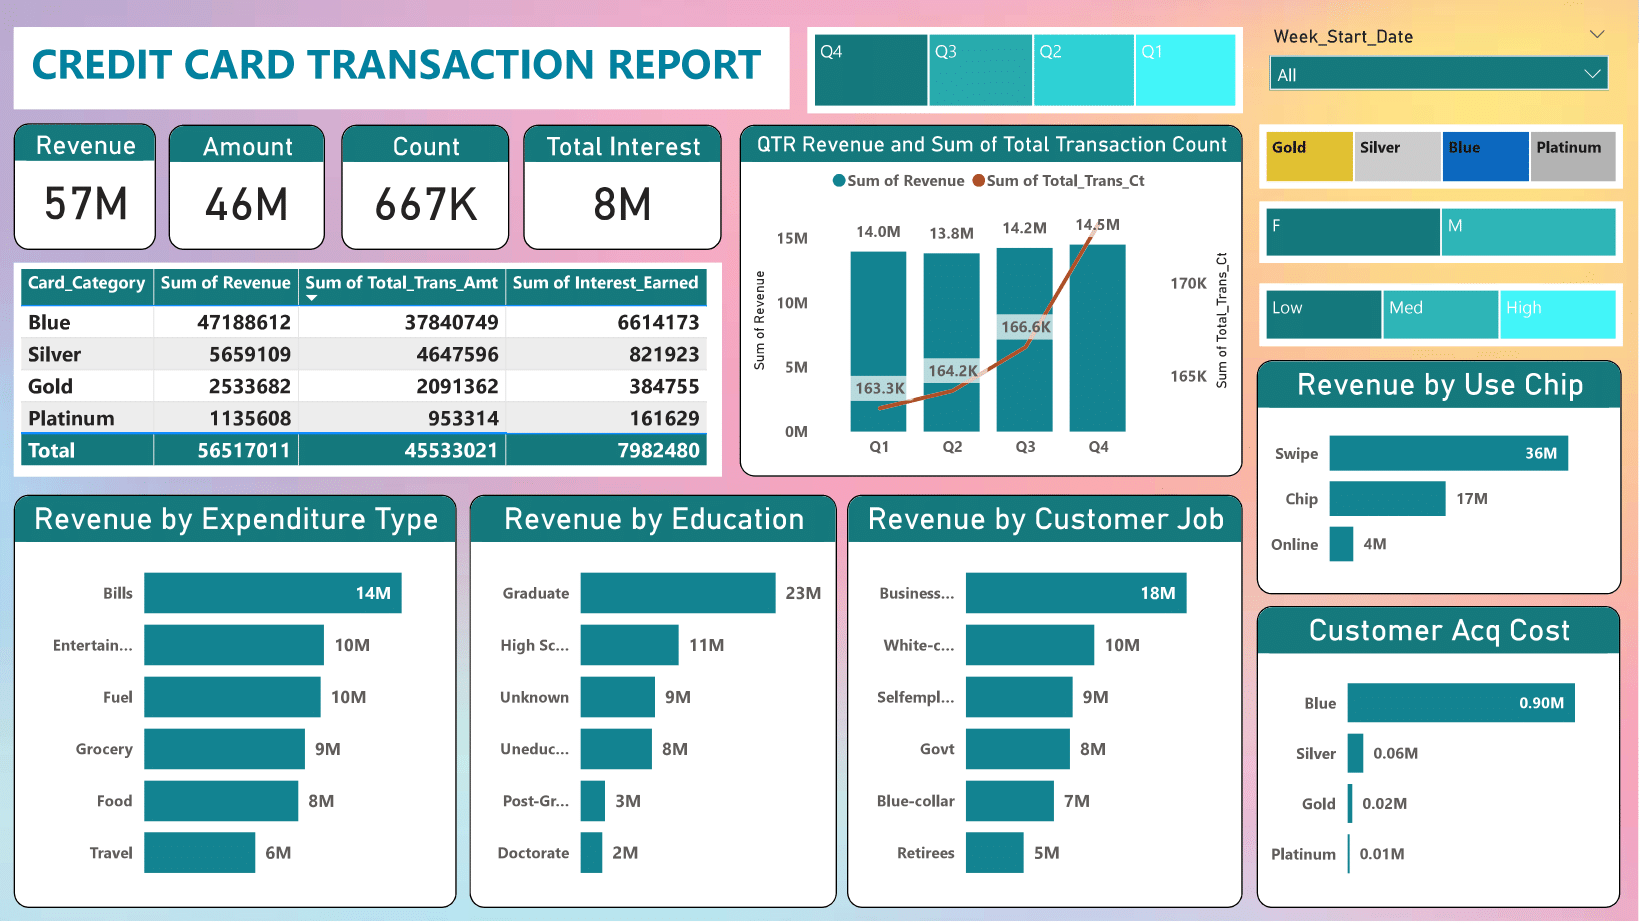 CREDIT CARD TRANSACTION REPORT
Q4 Q3 Q2 Q1
Week_Start_Date
All
Revenue
57M
Amount
46M
Count
667K
Total Interest
8M
QTR Revenue and Sum of Total Transaction Count
Sum of Revenue Sum of Total_Trans_Ct
Sum of Revenue
15M
10M
5M
0M
14.0M 13.8M 14.2M 14.5M
163.3K 164.2K 166.6K
170K
165K
Sum of Total_Trans_Ct
Q1 Q2 Q3 Q4
Gold Silver Blue Platinum
F M
Low Med High
Card_Category Sum of Revenue Sum of Total_Trans_Amt Sum of Interest_Earned
Blue 47188612 37840749 6614173
Silver 5659109 4647596 821923
Gold 2533682 2091362 384755
Platinum 1135608 953314 161629
Total 56517011 45533021 7982480
Revenue by Use Chip
Swipe 36M
Chip 17M
Online 4M
Revenue by Expenditure Type
Bills 14M
Entertain... 10M
Fuel 10M
Grocery 9M
Food 8M
Travel 6M
Revenue by Education
Graduate 23M
High Sc... 11M
Unknown 9M
Uneduc... 8M
Post-Gr... 3M
Doctorate 2M
Revenue by Customer Job
Business... 18M
White-c... 10M
Selfempl... 9M
Govt 8M
Blue-collar 7M
Retirees 5M
Customer Acq Cost
Blue 0.90M
Silver 0.06M
Gold 0.02M
Platinum 0.01M